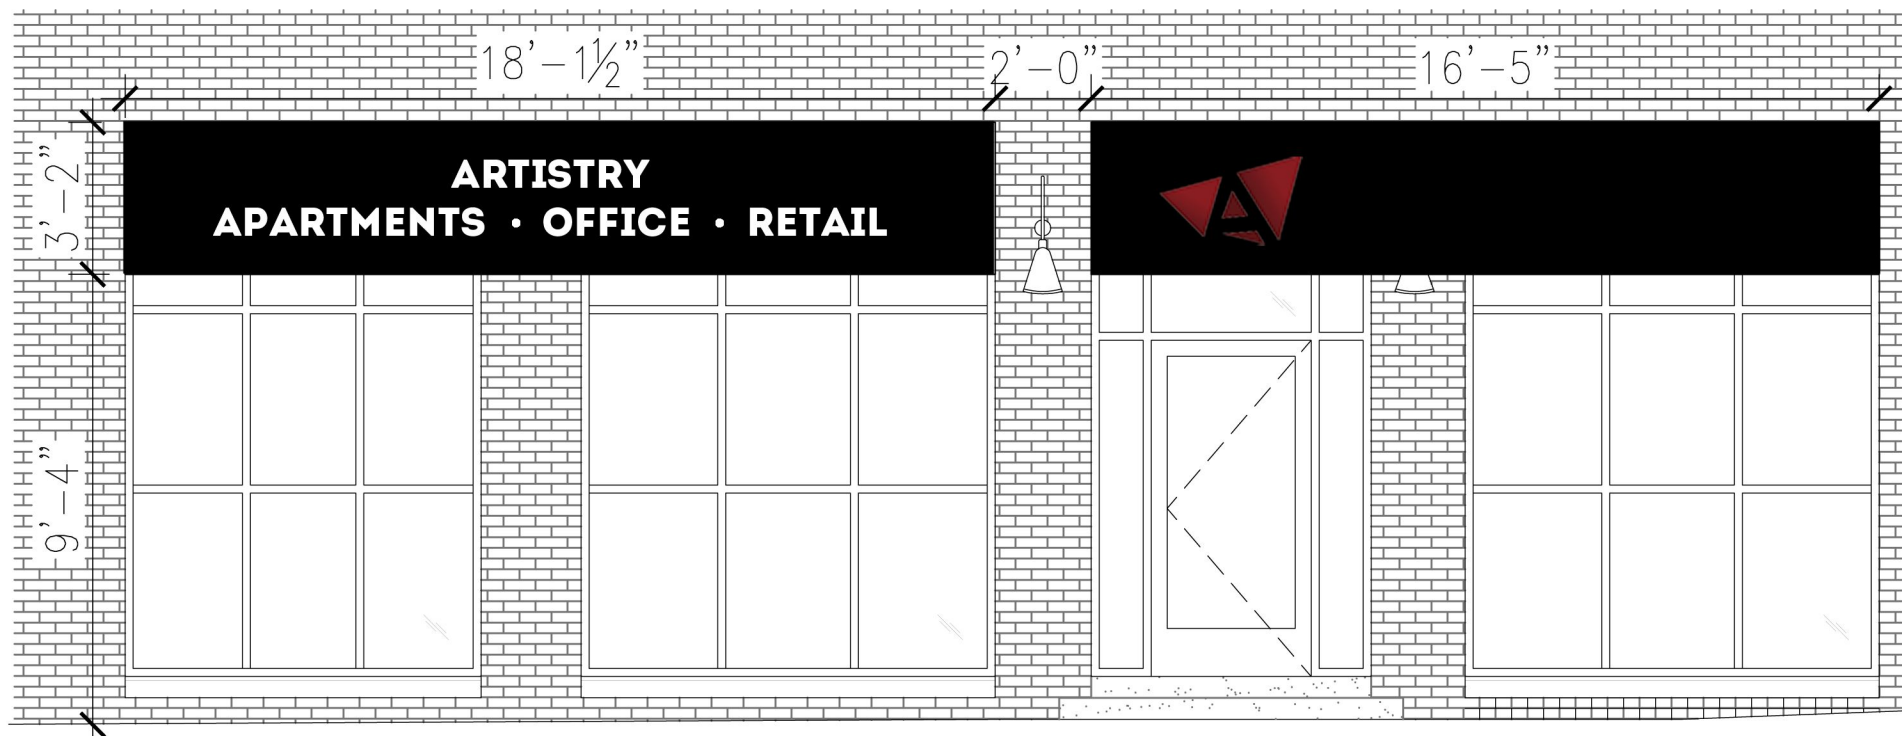 18'-1½" 2'-0" 16'-5"
3'-2"
ARTISTRY
APARTMENTS • OFFICE • RETAIL
9'-4"